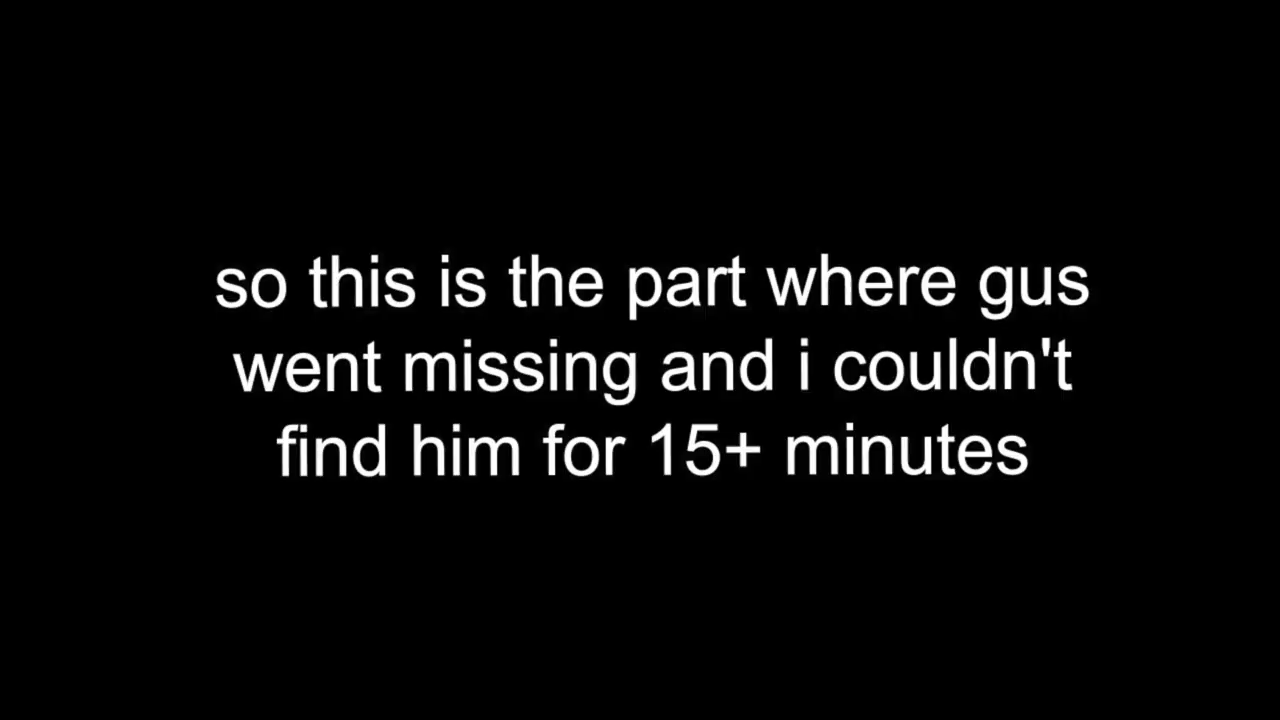 so this is the part where gus
went missing and i couldn't
find him for 15+ minutes